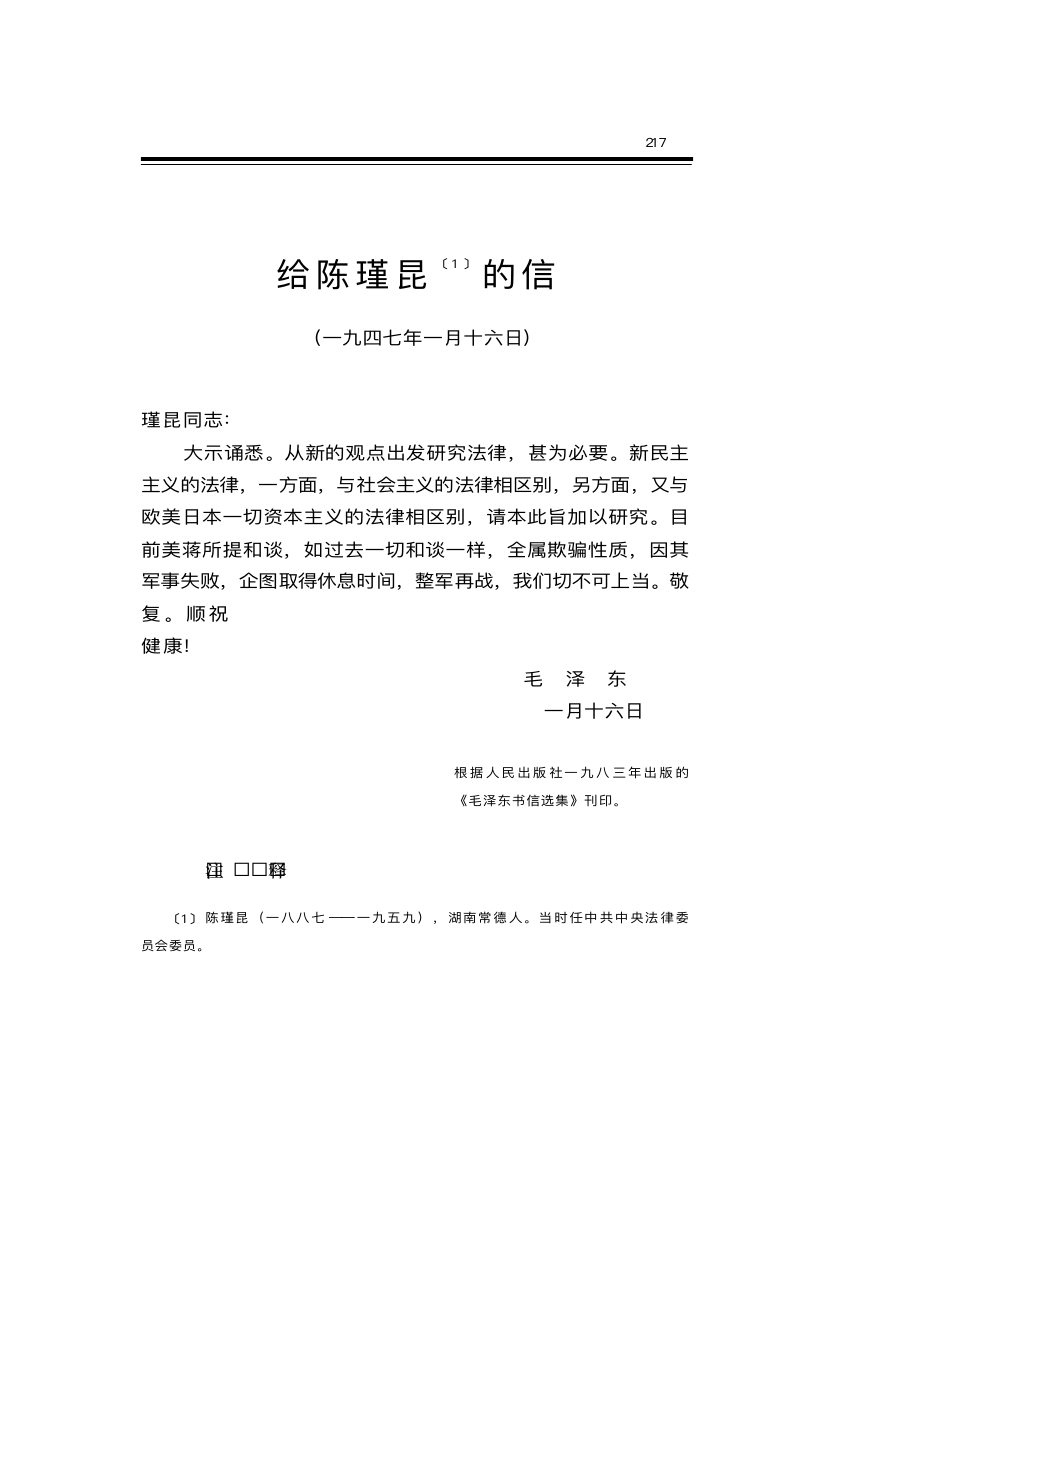 217
给陈瑾昆〔1〕的信
（一九四七年一月十六日）
瑾昆同志：
大示诵悉。从新的观点出发研究法律，甚为必要。新民主
主义的法律，一方面，与社会主义的法律相区别，另方面，又与
欧美日本一切资本主义的法律相区别，请本此旨加以研究。目
前美蒋所提和谈，如过去一切和谈一样，全属欺骗性质，因其
军事失败，企图取得休息时间，整军再战，我们切不可上当。敬
复。顺祝
健康！
毛 泽 东
一月十六日
根据人民出版社一九八三年出版的
《毛泽东书信选集》刊印。
注 □□释
〔1〕陈瑾昆（一八八七——一九五九），湖南常德人。当时任中共中央法律委
员会委员。